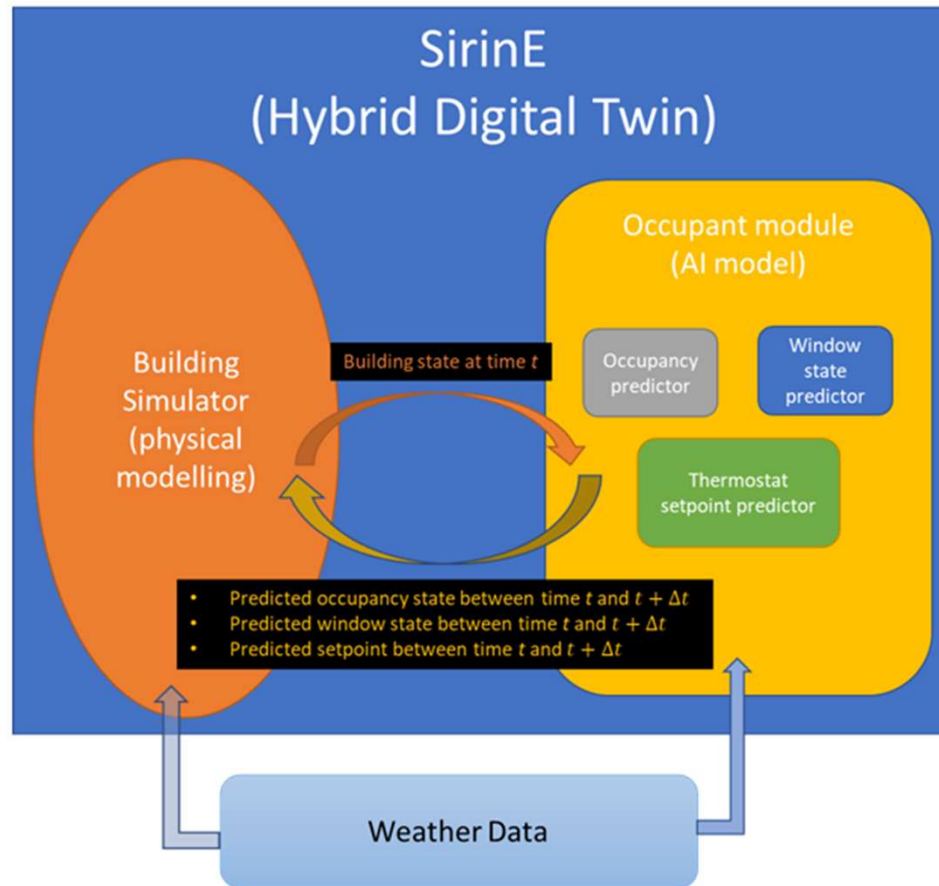 SirinE
(Hybrid Digital Twin)
Occupant module
(AI model)
Building
Simulator
(physical
modelling)
Building state at time t
Occupancy
predictor
Window
state
predictor
Thermostat
setpoint predictor
• Predicted occupancy state between time t and t + Δt
• Predicted window state between time t and t + Δt
• Predicted setpoint between time t and t + Δt
Weather Data